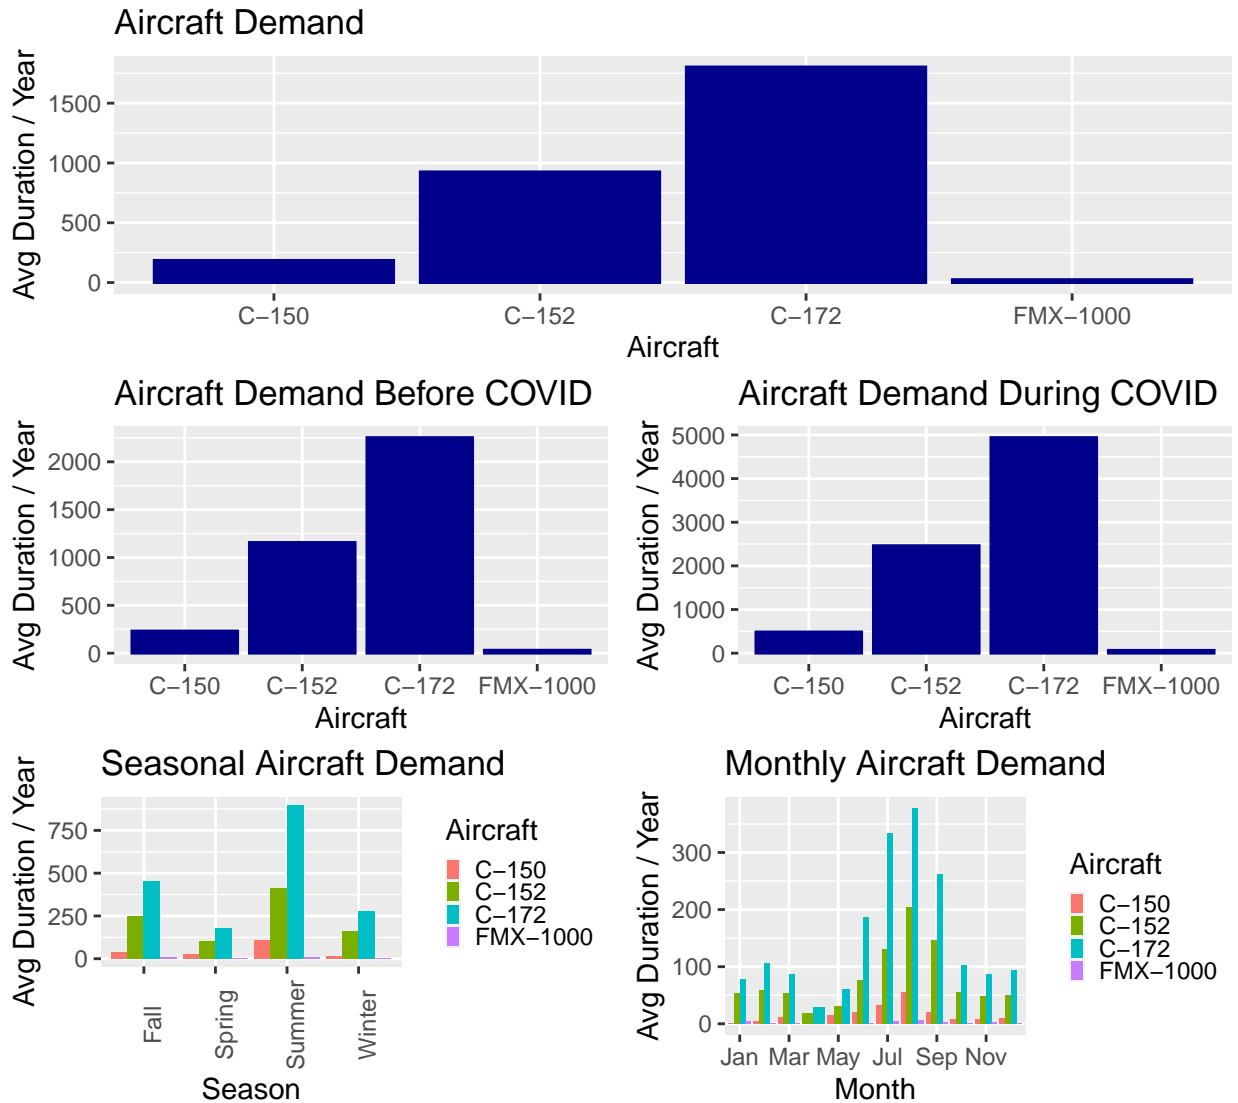 Aircraft Demand
Avg Duration / Year
1500
1000
500
0
C−150 C−152 C−172 FMX−1000
Aircraft
Aircraft Demand Before COVID
Avg Duration / Year
2000
1500
1000
500
0
C−150 C−152 C−172 FMX−1000
Aircraft
Aircraft Demand During COVID
Avg Duration / Year
5000
4000
3000
2000
1000
0
C−150 C−152 C−172 FMX−1000
Aircraft
Seasonal Aircraft Demand
Avg Duration / Year
750
500
250
0
Fall Spring Summer Winter
Season
Aircraft
C−150
C−152
C−172
FMX−1000
Monthly Aircraft Demand
Avg Duration / Year
300
200
100
0
Jan Mar May Jul Sep Nov
Month
Aircraft
C−150
C−152
C−172
FMX−1000